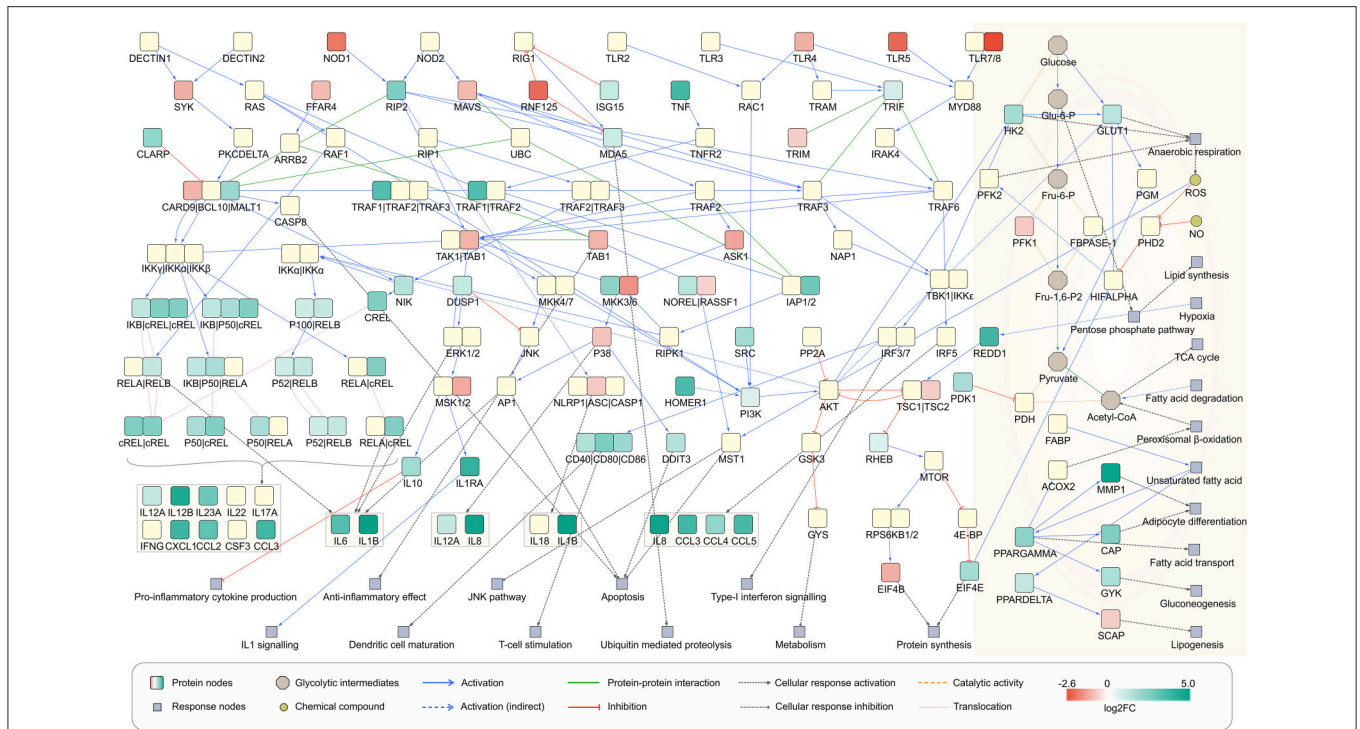 DECTIN1 DECTIN2 NOD1 NOD2 RIG1 TLR2 TLR3 TLR4 TLR5 TLR7/8 Glucose
SYK RAS FFAR4 RIP2 MAVS RNF125 ISG15 TNF RAC1 TRAM TRIF MYD88 Glu-6-P
HK2 GLUT1
CLARP PKCDELTA ARRB2 RAF1 RIP1 UBC MDA5 TNFR2 TRIM IRAK4 Anaerobic respiration
CARD9|BCL10|MALT1 CASP8 TRAF1|TRAF2|TRAF3 TRAF1|TRAF2 TRAF2|TRAF3 TRAF2 TRAF3 TRAF6 PFK2 Fru-6-P PGM ROS
IKKγ|IKKα|IKKβ IKKα|IKKα TAK1|TAB1 TAB1 ASK1 NAP1 PFK1 FBPASE-1 PHD2 NO
Lipid synthesis
NIK DUSP1 MKK4/7 MKK3/6 NOREL|RASSF1 IAP1/2 TBK1|IKKε Fru-1,6-P2 HIFALPHA
Hypoxia
IKB|cREL|cREL IKB|P50|cREL P100|RELB CREL Pentose phosphate pathway
ERK1/2 JNK P38 RIPK1 SRC PP2A IRF3/7 IRF5 REDD1 TCA cycle
Pyruvate
RELA|RELB IKB|P50|RELA P52|RELB RELA|cREL MSK1/2 AP1 NLRP1|ASC|CASP1 HOMER1 PI3K AKT TSC1|TSC2 PDK1 Fatty acid degradation
Acetyl-CoA
PDH
cREL|cREL P50|cREL P50|RELA P52|RELB RELA|cREL FABP Peroxisomal β-oxidation
IL10 IL1RA CD40|CD80|CD86 DDIT3 MST1 GSK3 RHEB MTOR
ACOX2 MMP1 Unsaturated fatty acid
IL12A IL12B IL23A IL22 IL17A
Adipocyte differentiation
IFNG CXCL1 CCL2 CSF3 CCL3 IL6 IL1B IL12A IL8 IL18 IL1B IL8 CCL3 CCL4 CCL5 GYS RPS6KB1/2 4E-BP PPARGAMMA CAP
Fatty acid transport
EIF4B EIF4E PPARDELTA GYK
Pro-inflammatory cytokine production Anti-inflammatory effect JNK pathway Apoptosis Type-I interferon signalling Gluconeogenesis
SCAP
IL1 signalling Dendritic cell maturation T-cell stimulation Ubiquitin mediated proteolysis Metabolism Protein synthesis Lipogenesis
Protein nodes Glycolytic intermediates Activation Protein-protein interaction Cellular response activation Catalytic activity -2.6 0 5.0
Response nodes Chemical compound Activation (indirect) Inhibition Cellular response inhibition Translocation log2FC